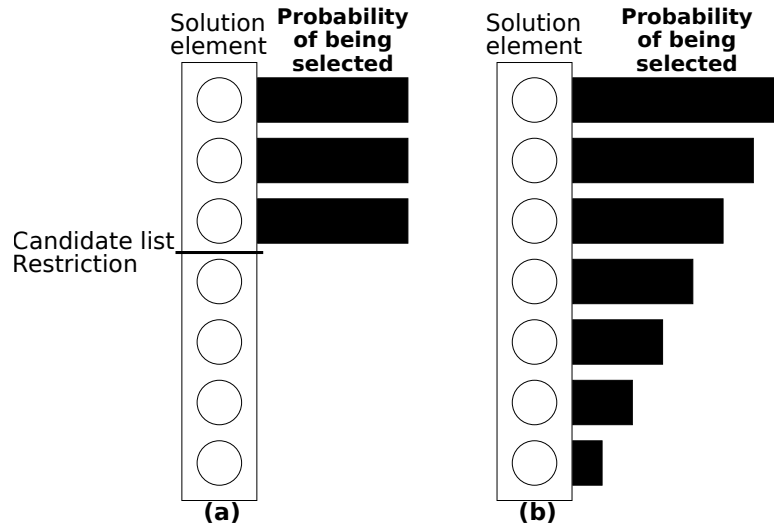 Solution
element
Probability
of being
selected
Candidate list
Restriction
(a)
Solution
element
Probability
of being
selected
(b)